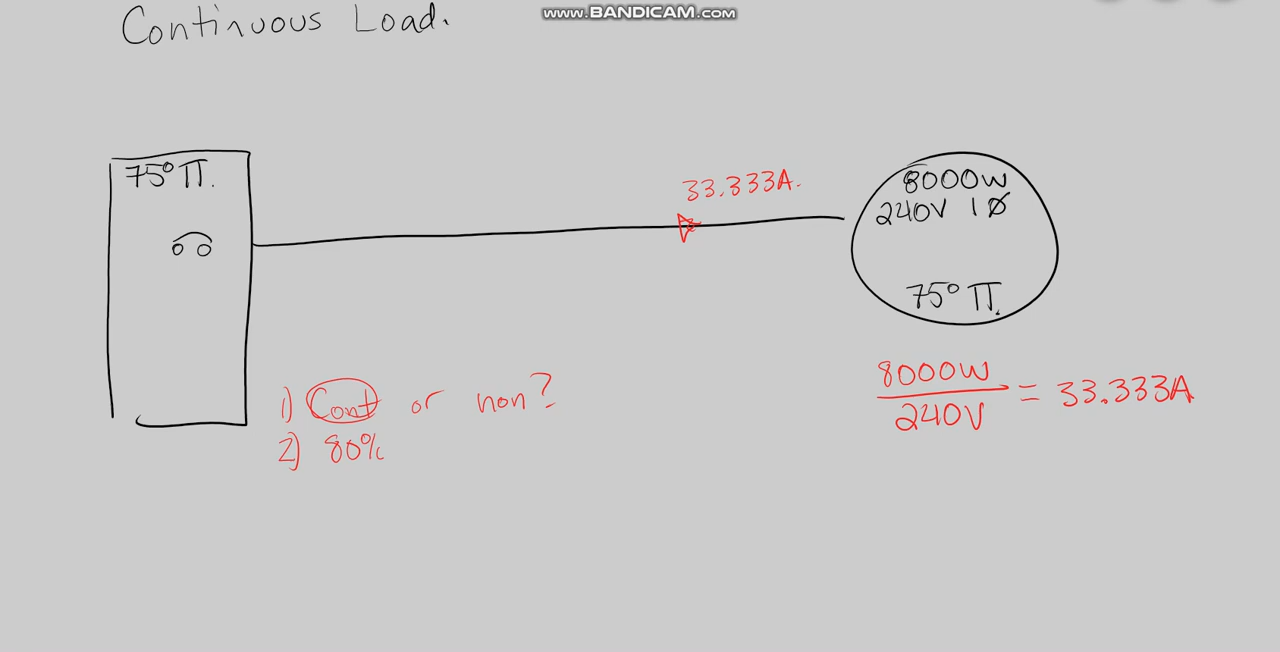 www.BANDICAM.com
Continuous Load.
75° TT.
33.333A.
8000W
240V 1Ø
75° TT.
8000W
240V
= 33.333A
1) Cont or non?
2) 80%